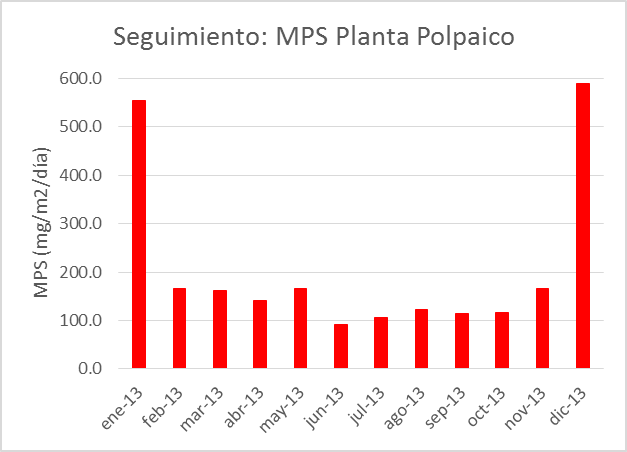 Seguimiento: MPS Planta Polpaico
MPS (mg/m2/día)
600.0
500.0
400.0
300.0
200.0
100.0
0.0
ene-13
feb-13
mar-13
abr-13
may-13
jun-13
jul-13
ago-13
sep-13
oct-13
nov-13
dic-13